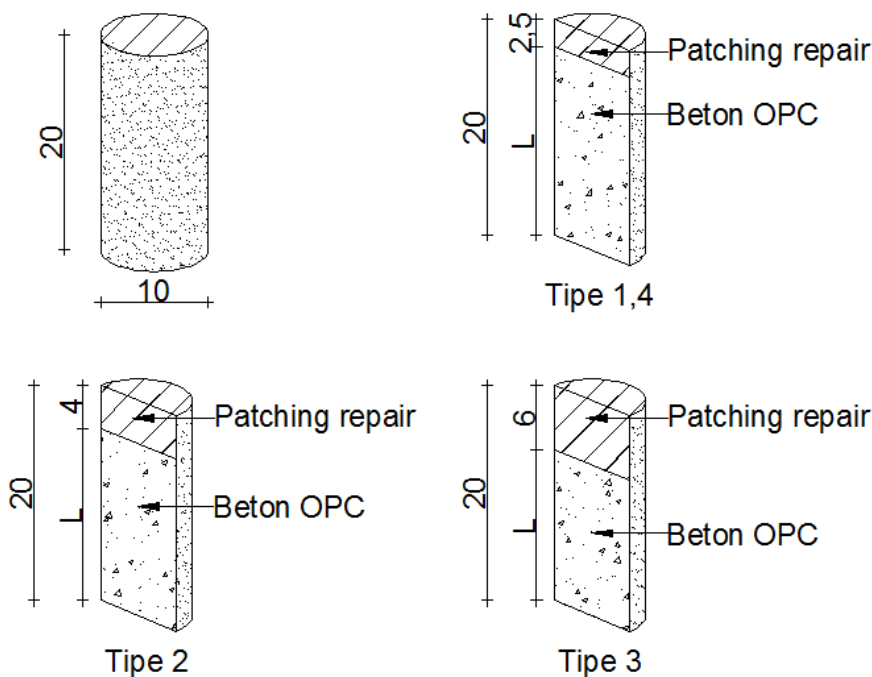 20
10
20
2,5
L
Patching repair
Beton OPC
Tipe 1,4
20
4
L
Patching repair
Beton OPC
Tipe 2
20
6
L
Patching repair
Beton OPC
Tipe 3